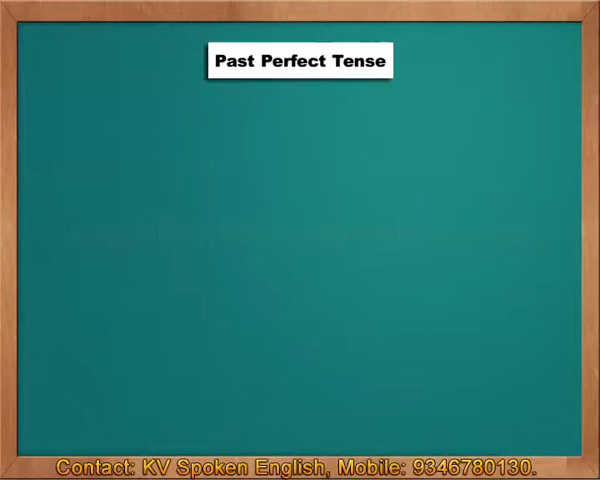 Past Perfect Tense
Contact: KV Spoken English, Mobile: 9346780130.